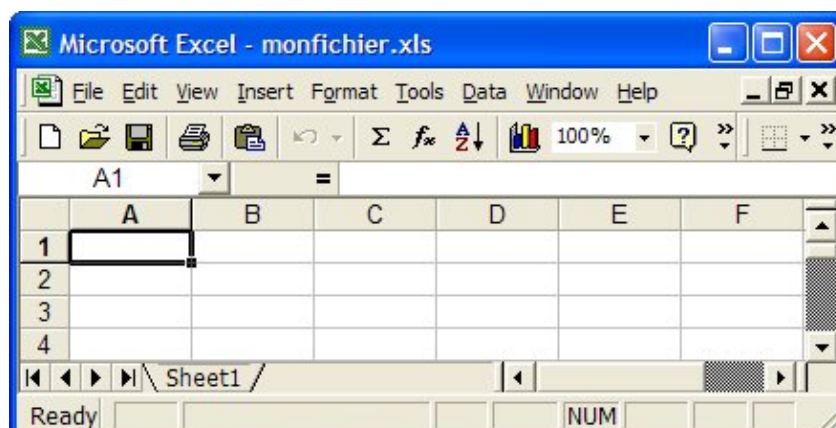 Microsoft Excel - monfichier.xls
File Edit View Insert Format Tools Data Window Help
Σ fx A Z 100% ?
A1 =
A B C D E F
1
2
3
4
Sheet1
Ready NUM